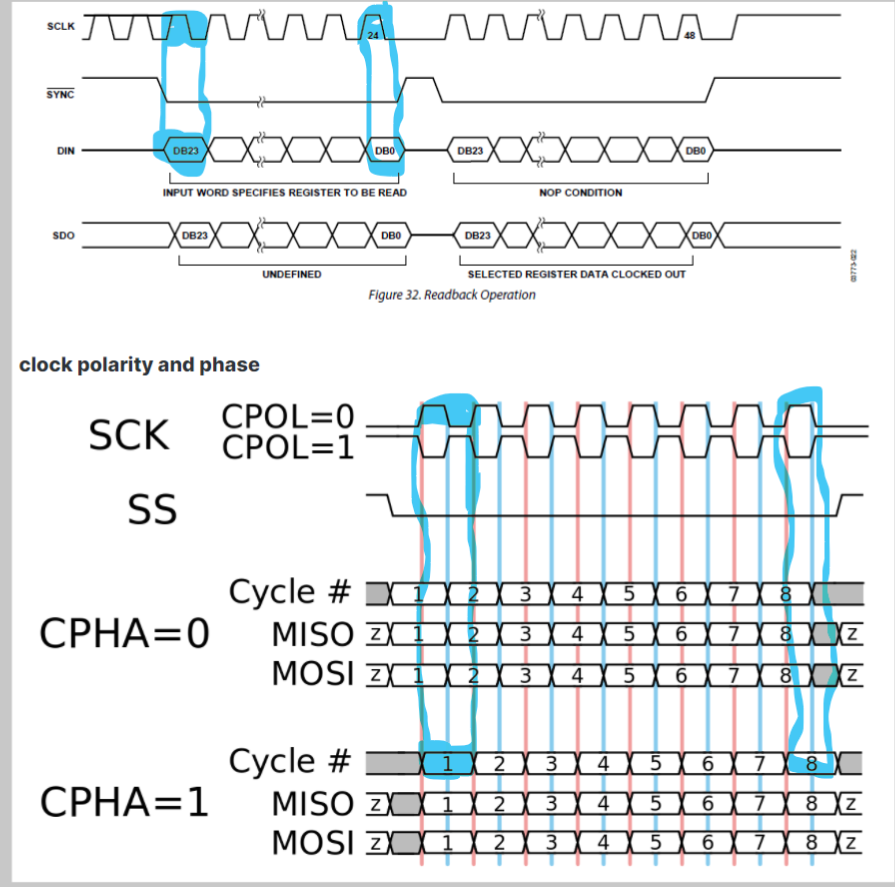 SCLK
24
48
SYNC
DIN
DB23
DB0
DB23
DB0
INPUT WORD SPECIFIES REGISTER TO BE READ
NOP CONDITION
SDO
DB23
DB0
DB23
DB0
UNDEFINED
SELECTED REGISTER DATA CLOCKED OUT
03773-022
Figure 32. Readback Operation
clock polarity and phase
SCK
CPOL=0
CPOL=1
SS
CPHA=0
Cycle # 1 2 3 4 5 6 7 8
MISO z 1 2 3 4 5 6 7 8 z
MOSI z 1 2 3 4 5 6 7 8 z
CPHA=1
Cycle # 1 2 3 4 5 6 7 8
MISO z 1 2 3 4 5 6 7 8 z
MOSI z 1 2 3 4 5 6 7 8 z